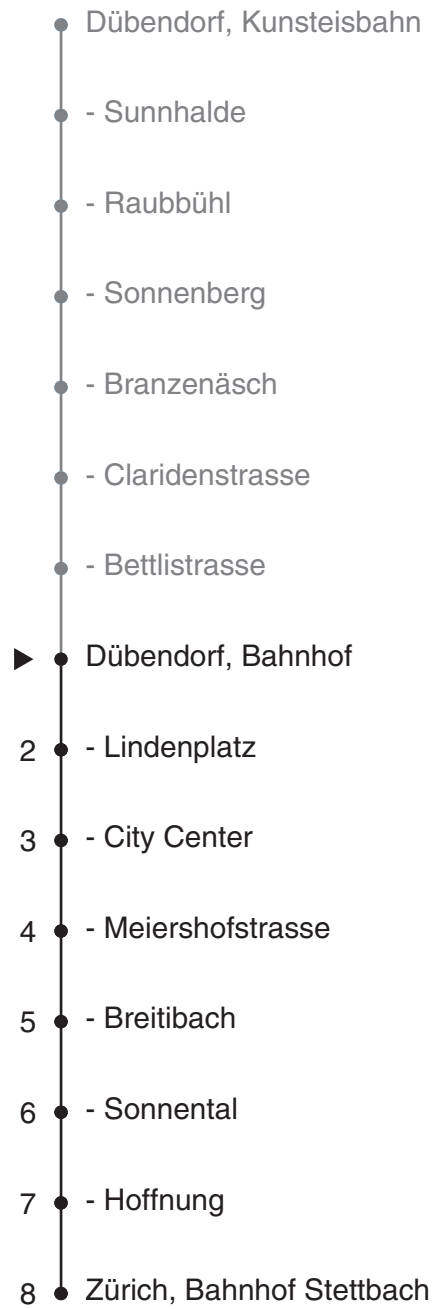 Dübendorf, Kunsteisbahn
- Sunnhalde
- Raubbühl
- Sonnenberg
- Branzenäsch
- Claridenstrasse
- Bettlistrasse
Dübendorf, Bahnhof
2 - Lindenplatz
3 - City Center
4 - Meiershofstrasse
5 - Breitibach
6 - Sonnental
7 - Hoffnung
8 Zürich, Bahnhof Stettbach